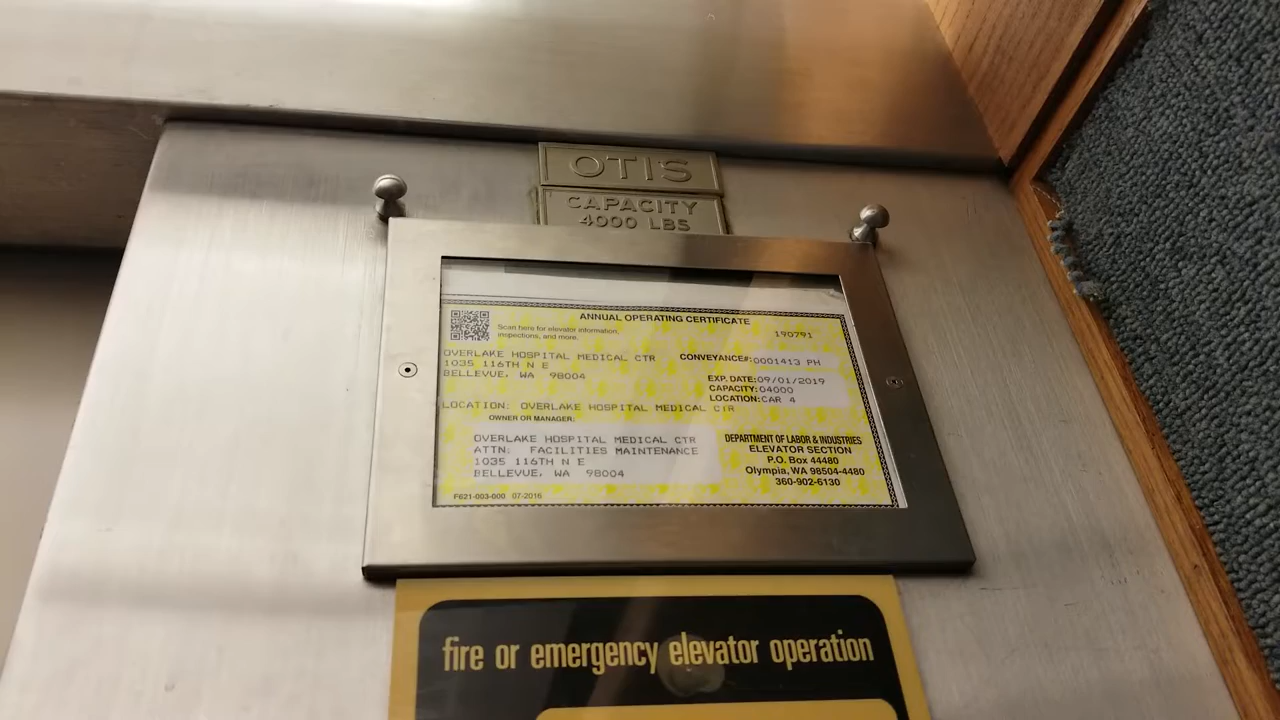 OTIS
CAPACITY
4000 LBS
ANNUAL OPERATING CERTIFICATE
Scan here for elevator information,
inspections, and more.
190791
OVERLAKE HOSPITAL MEDICAL CTR
1035 116TH N E
BELLEVUE, WA 98004
CONVEYANCE#:0001413 PH
EXP. DATE:09/01/2019
CAPACITY:04000
LOCATION:CAR 4
LOCATION: OVERLAKE HOSPITAL MEDICAL CTR
OWNER OR MANAGER:
OVERLAKE HOSPITAL MEDICAL CTR
ATTN: FACILITIES MAINTENANCE
1035 116TH N E
BELLEVUE, WA 98004
DEPARTMENT OF LABOR & INDUSTRIES
ELEVATOR SECTION
P.O. Box 44480
Olympia, WA 98504-4480
360-902-6130
F621-003-000 07-2016
fire or emergency elevator operation